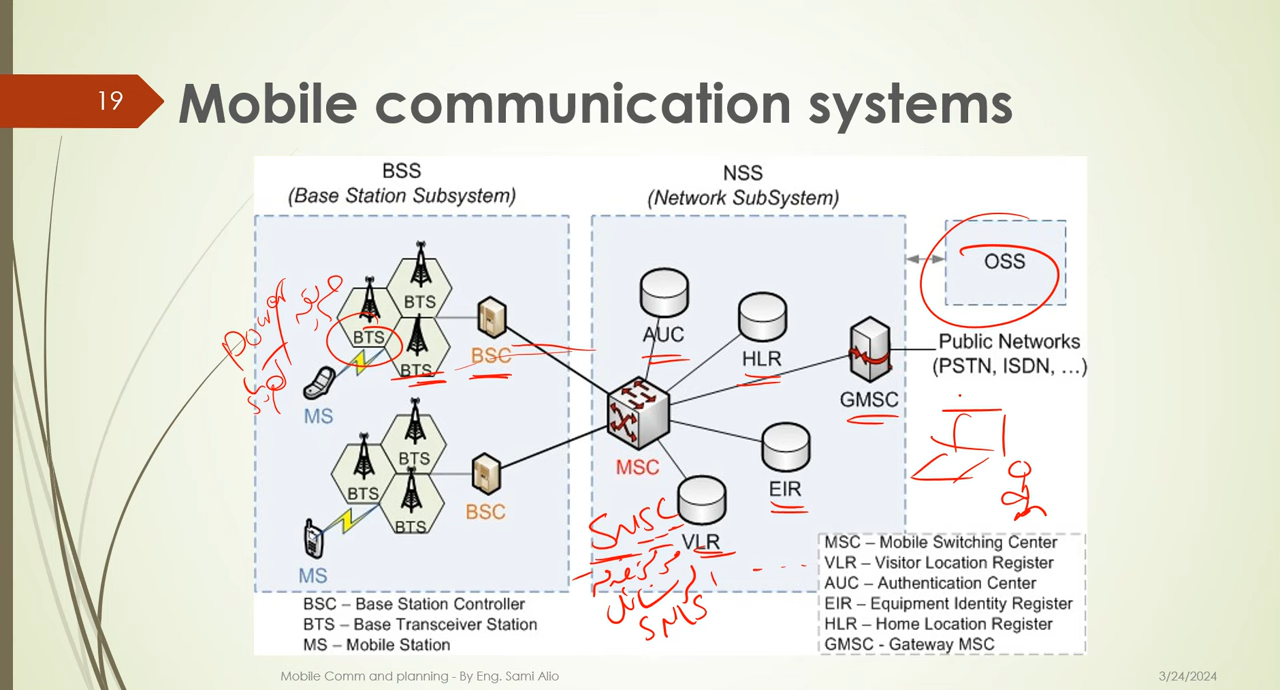 19
Mobile communication systems
BSS
(Base Station Subsystem)
NSS
(Network SubSystem)
OSS
BTS
BTS
BTS
BSC
MS
BTS
BTS
BTS
BSC
MS
AUC
HLR
MSC
GMSC
EIR
VLR
Public Networks
(PSTN, ISDN, …)
Power
SMSC
مركز خدم
SMS
BSC – Base Station Controller
BTS – Base Transceiver Station
MS – Mobile Station
MSC – Mobile Switching Center
VLR – Visitor Location Register
AUC – Authentication Center
EIR – Equipment Identity Register
HLR – Home Location Register
GMSC - Gateway MSC
Mobile Comm and planning - By Eng. Sami Alio
3/24/2024